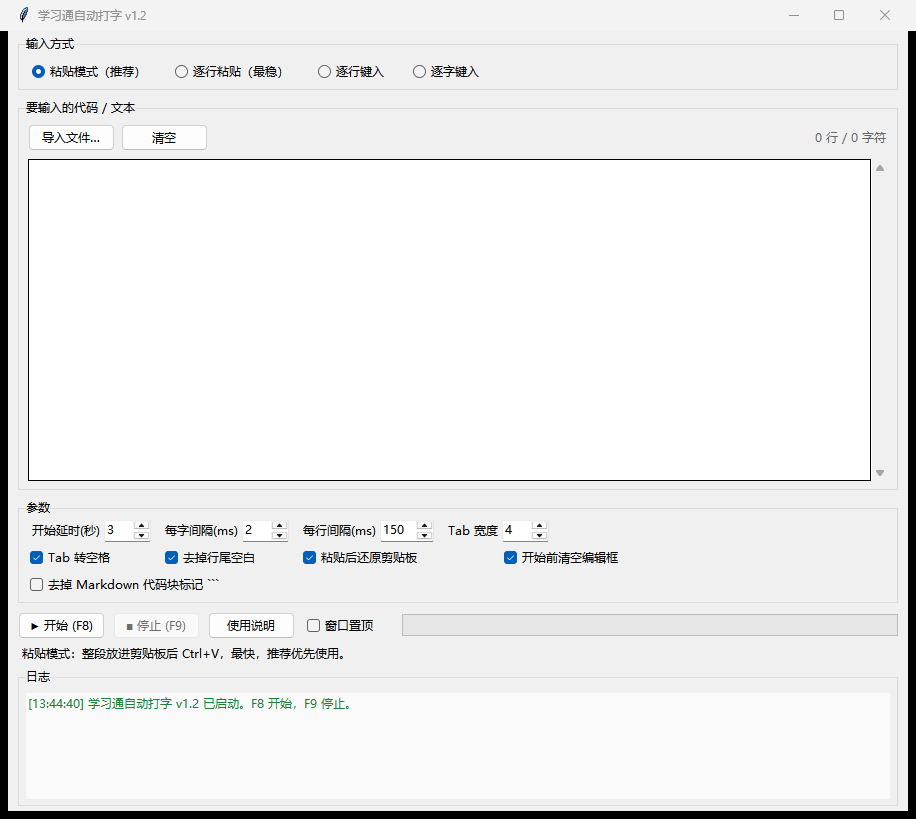 学习通自动打字 v1.2
输入方式
粘贴模式（推荐） 逐行粘贴（最稳） 逐行键入 逐字键入
要输入的代码 / 文本
导入文件... 清空 0 行 / 0 字符
参数
开始延时(秒) 3 每字间隔(ms) 2 每行间隔(ms) 150 Tab 宽度 4
Tab 转空格 去掉行尾空白 粘贴后还原剪贴板 开始前清空编辑框
去掉 Markdown 代码块标记 ```
► 开始 (F8) ■ 停止 (F9) 使用说明 窗口置顶
粘贴模式：整段放进剪贴板后 Ctrl+V，最快，推荐优先使用。
日志
[13:44:40] 学习通自动打字 v1.2 已启动。F8 开始，F9 停止。